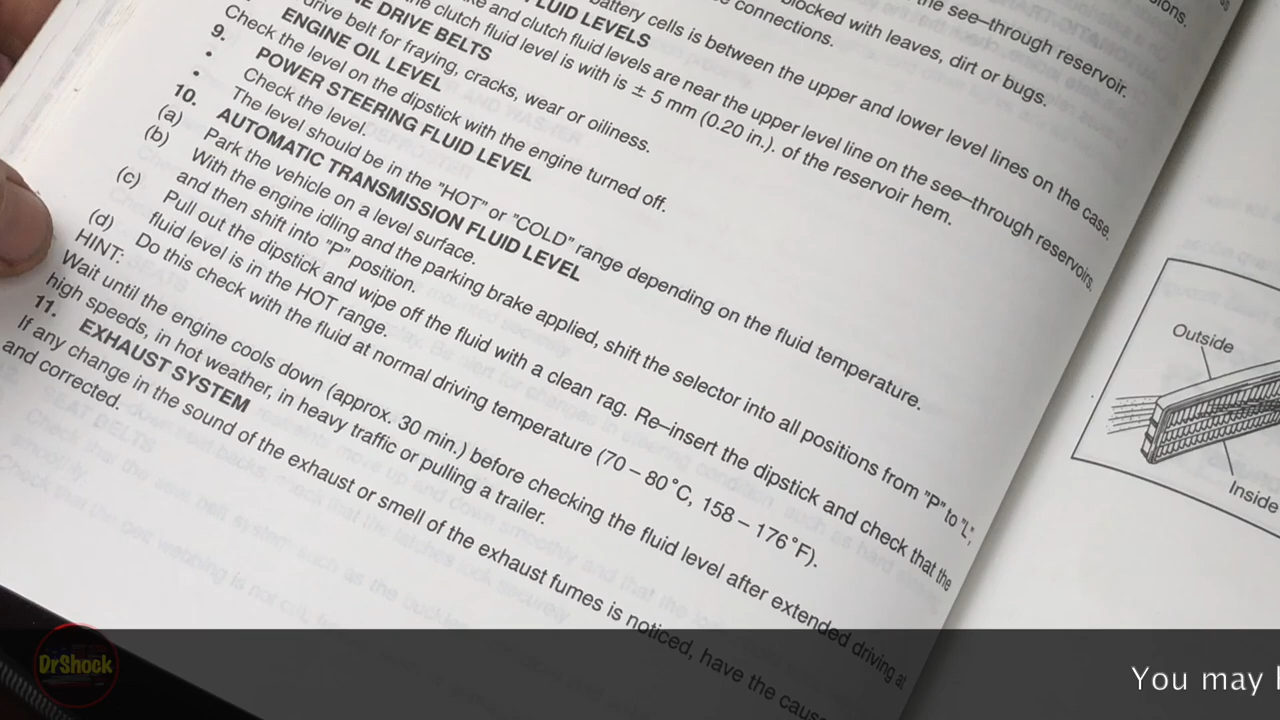 the see–through reservoir.
blocked with leaves, dirt or bugs.
connections.
battery cells is between the upper and lower level lines on the case.
FLUID LEVELS
and clutch fluid levels are near the upper level line on the see–through reservoirs.
the clutch fluid level is with is ± 5 mm (0.20 in.). of the reservoir hem.
DRIVE BELTS
drive belt for fraying, cracks, wear or oiliness.
ENGINE OIL LEVEL
Check the level on the dipstick with the engine turned off.
9. POWER STEERING FLUID LEVEL
• Check the level.
• The level should be in the "HOT" or "COLD" range depending on the fluid temperature.
10. AUTOMATIC TRANSMISSION FLUID LEVEL
(a) Park the vehicle on a level surface.
(b) With the engine idling and the parking brake applied, shift the selector into all positions from "P" to "L",
and then shift into "P" position.
(c) Pull out the dipstick and wipe off the fluid with a clean rag. Re–insert the dipstick and check that the
fluid level is in the HOT range.
(d) Do this check with the fluid at normal driving temperature (70 – 80°C, 158 – 176°F).
HINT:
Wait until the engine cools down (approx. 30 min.) before checking the fluid level after extended driving at
high speeds, in hot weather, in heavy traffic or pulling a trailer.
11. EXHAUST SYSTEM
If any change in the sound of the exhaust or smell of the exhaust fumes is noticed, have the cause
and corrected.
Outside
Inside
DrShock
You may